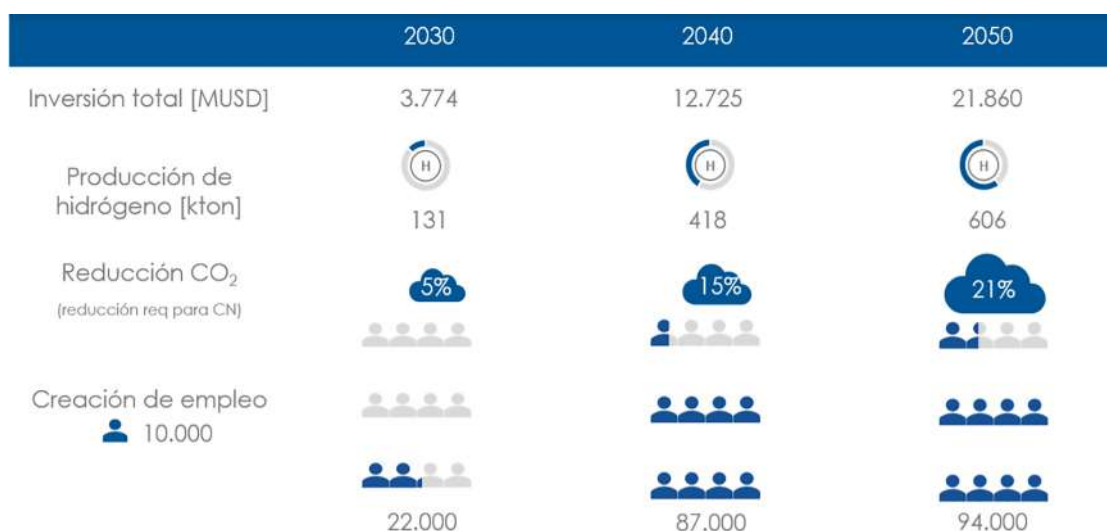 2030 2040 2050
Inversión total [MUSD] 3.774 12.725 21.860
H H H
Producción de
hidrógeno [kton]
131 418 606
Reducción CO₂
(reducción req para CN)
5% 15% 21%
Creación de empleo
10.000
22.000 87.000 94.000